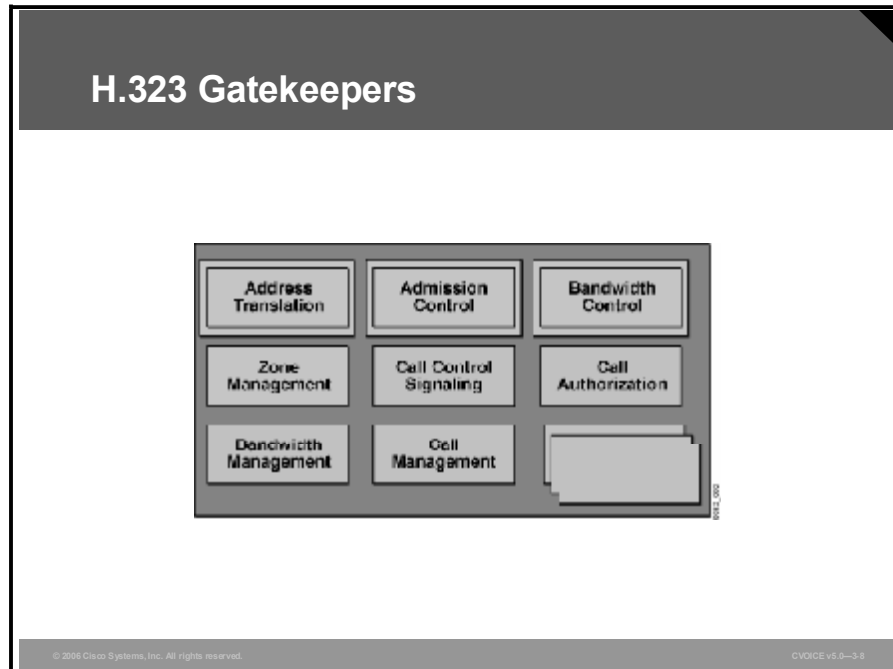 H.323 Gatekeepers
Address
Translation
Admission
Control
Bandwidth
Control
Zone
Management
Call Control
Signaling
Call
Authorization
Bandwidth
Management
Call
Management
© 2006 Cisco Systems, Inc. All rights reserved.
CVOICE v5.0—3-8